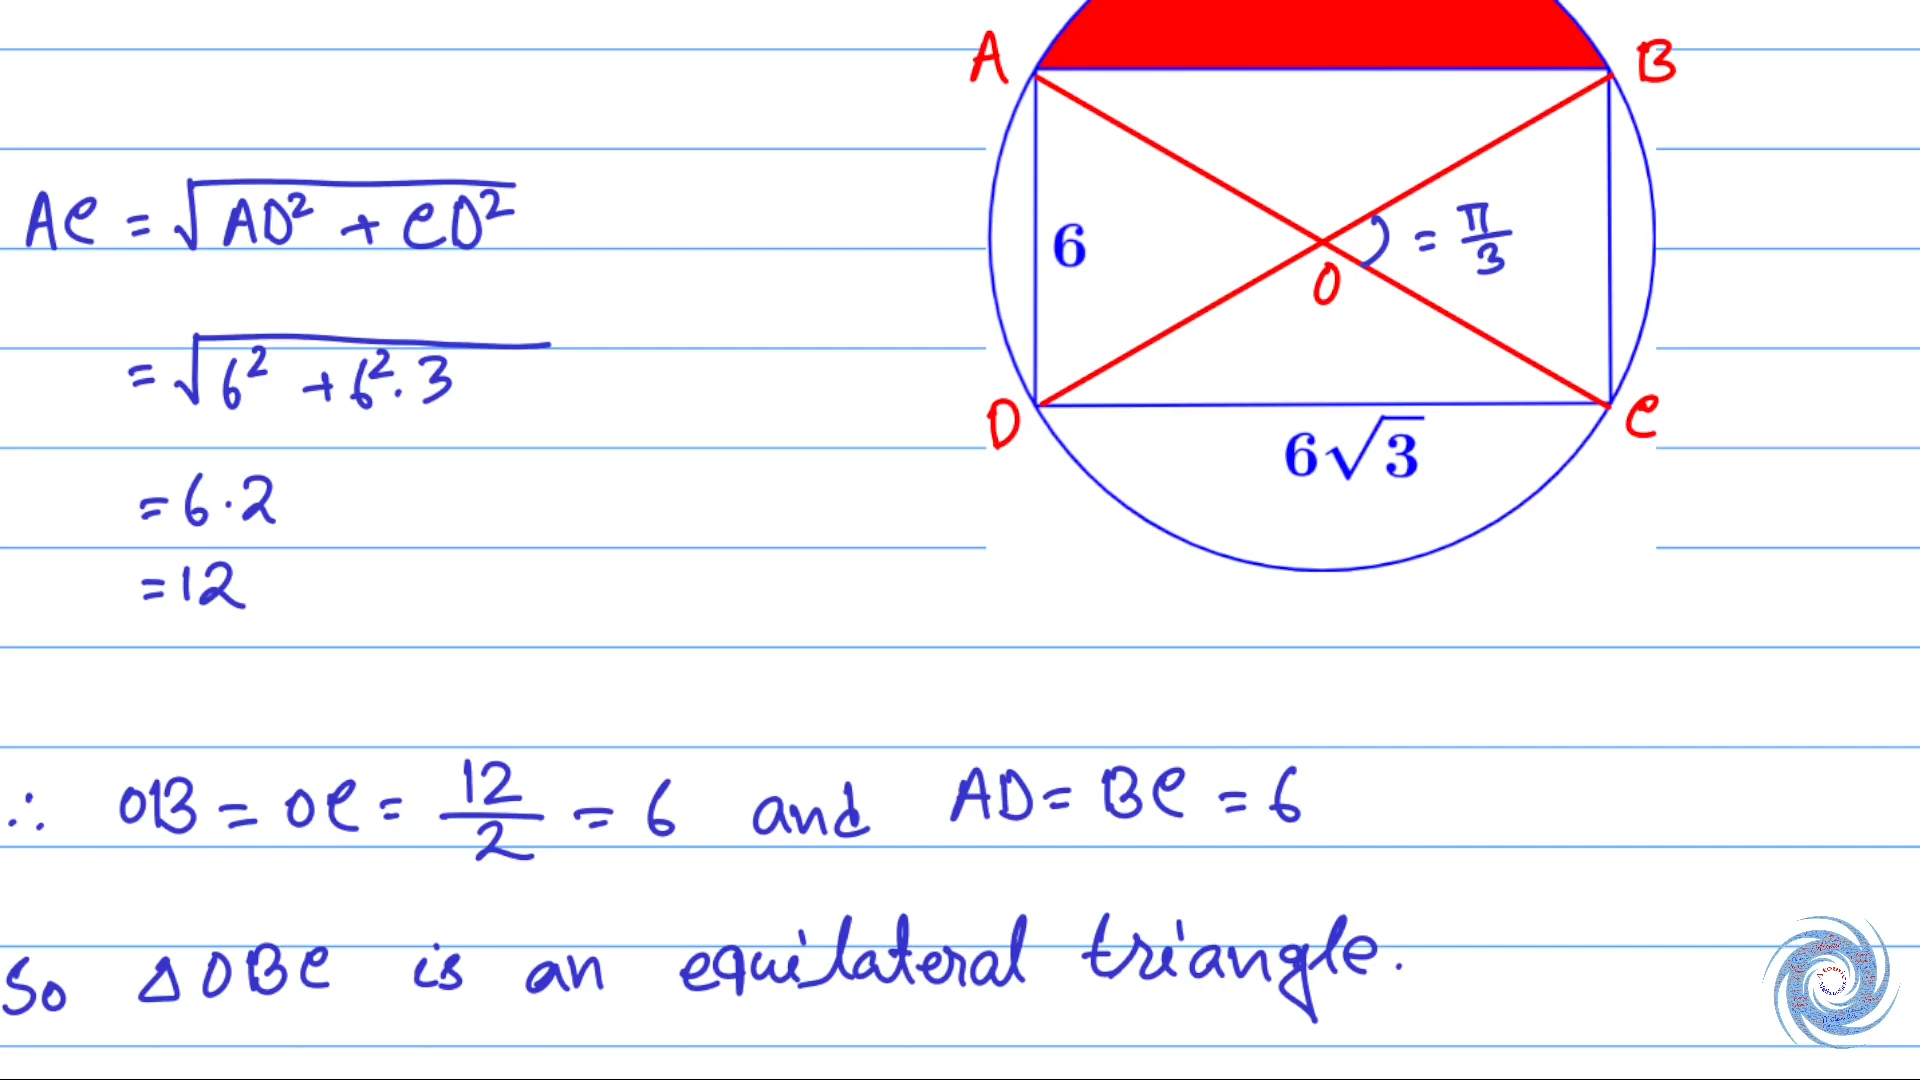 A B
AC = √AD² + CD²
6 = π/3
O
= √6² + 6².3
D C
6√3
= 6.2
= 12
∴ OB = OC = 12/2 = 6 and AD = BC = 6
So △OBC is an equilateral triangle.